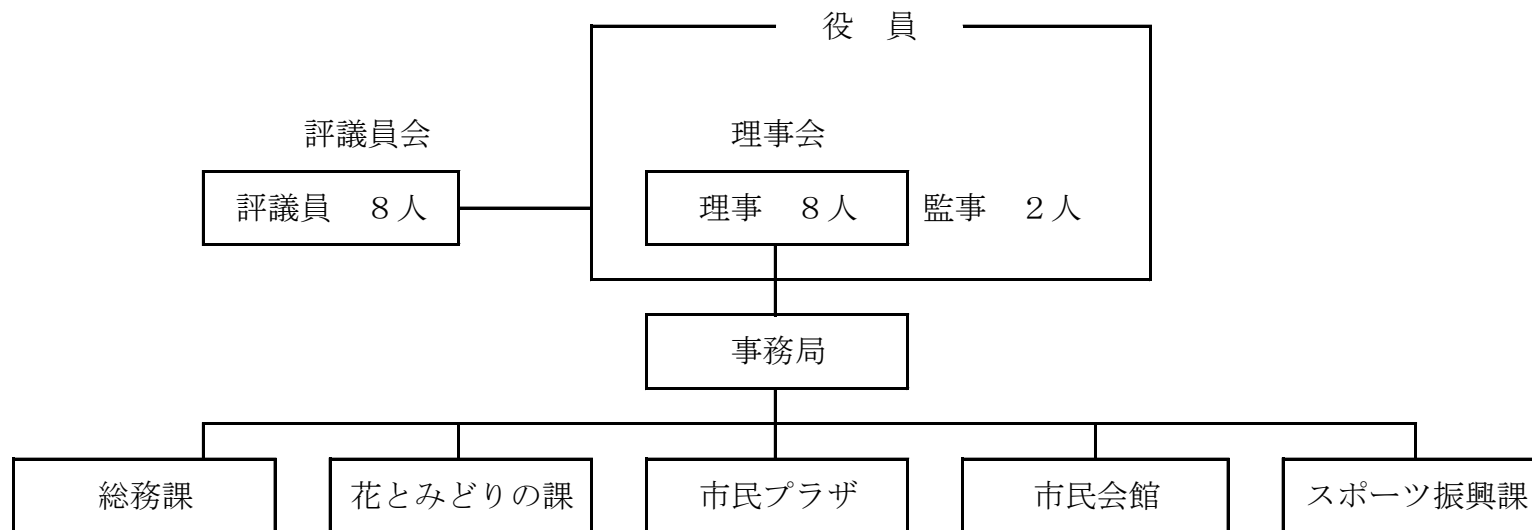 役　員
評議員会　理事会
評議員　８人　理事　８人　監事　２人
事務局
総務課　花とみどりの課　市民プラザ　市民会館　スポーツ振興課